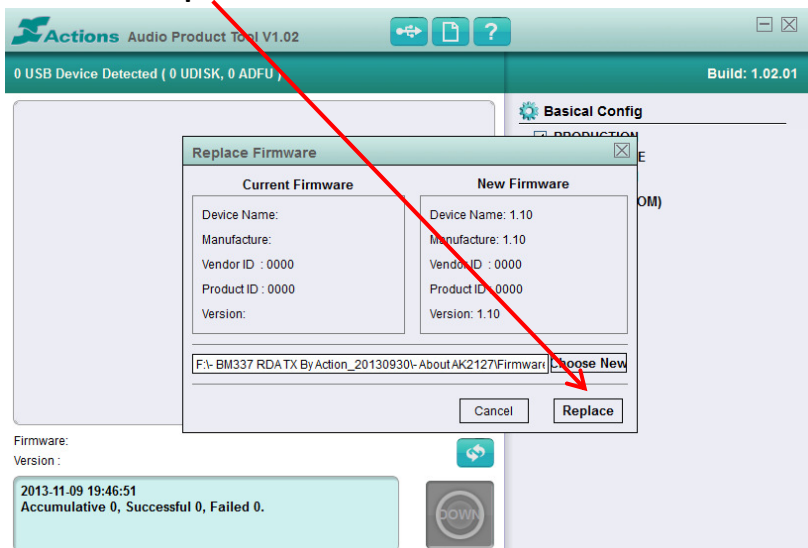 Actions Audio Product Tool V1.02
?
0 USB Device Detected ( 0 UDISK, 0 ADFU )
Build: 1.02.01
Basical Config
PRODUCTION
Replace Firmware
Current Firmware
New Firmware
Device Name:
Device Name: 1.10
Manufacture:
Manufacture: 1.10
Vendor ID : 0000
Vendor ID : 0000
Product ID : 0000
Product ID : 0000
Version:
Version: 1.10
F:\- BM337 RDA TX By Action_20130930\- About AK2127\Firmware
Choose New
Cancel
Replace
E
OM)
Firmware:
Version :
2013-11-09 19:46:51
Accumulative 0, Successful 0, Failed 0.
DOWN